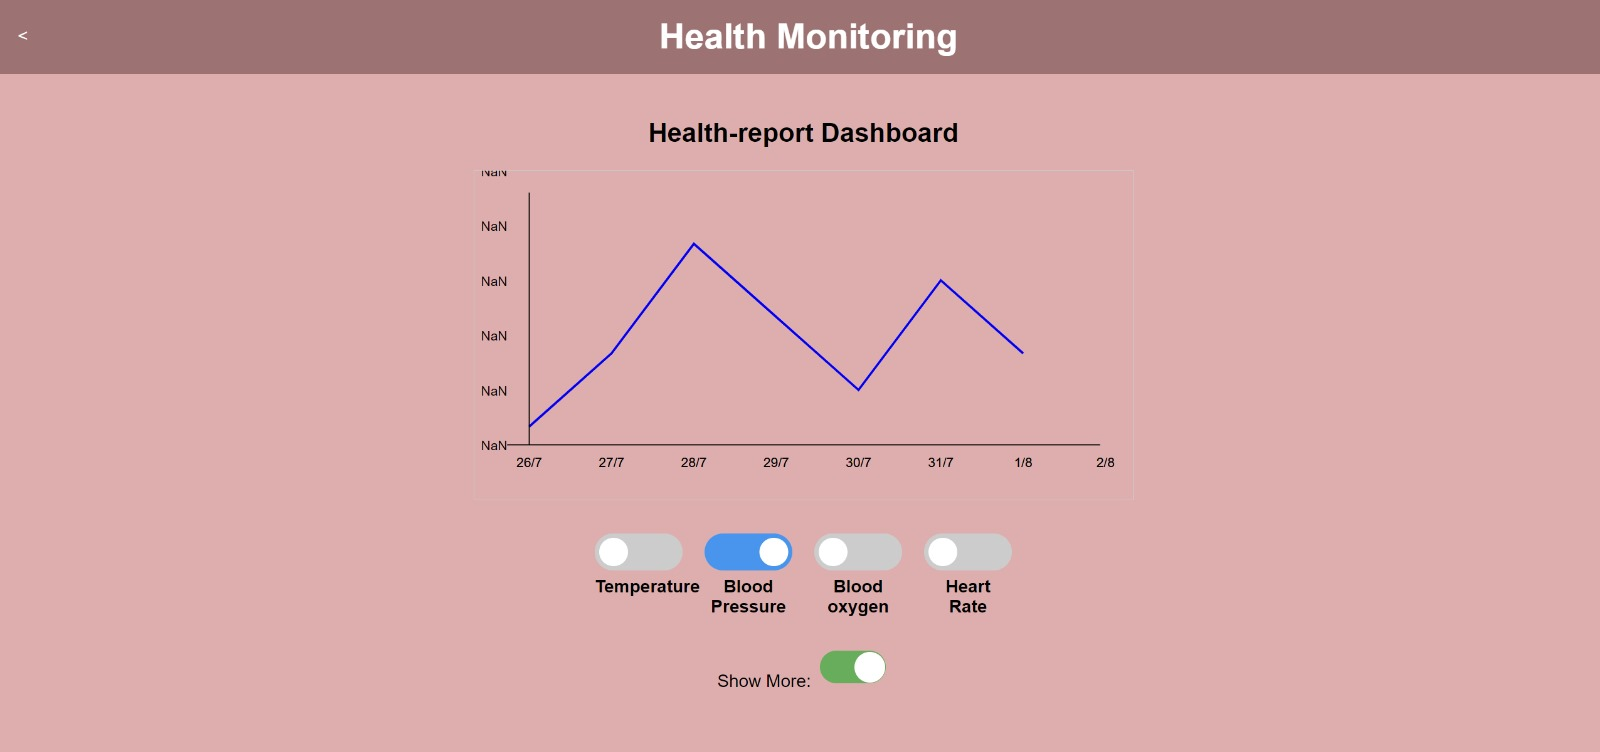 <
Health Monitoring
Health-report Dashboard
NaN
NaN
NaN
NaN
NaN
NaN
26/7 27/7 28/7 29/7 30/7 31/7 1/8 2/8
Temperature
Blood
Pressure
Blood
oxygen
Heart
Rate
Show More: